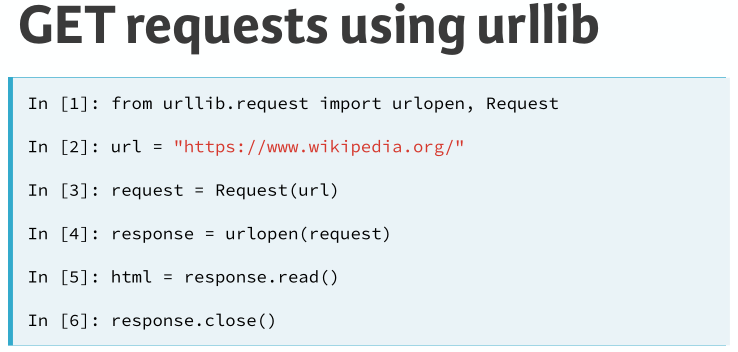 GET requests using urllib
In [1]: from urllib.request import urlopen, Request
In [2]: url = "https://www.wikipedia.org/"
In [3]: request = Request(url)
In [4]: response = urlopen(request)
In [5]: html = response.read()
In [6]: response.close()